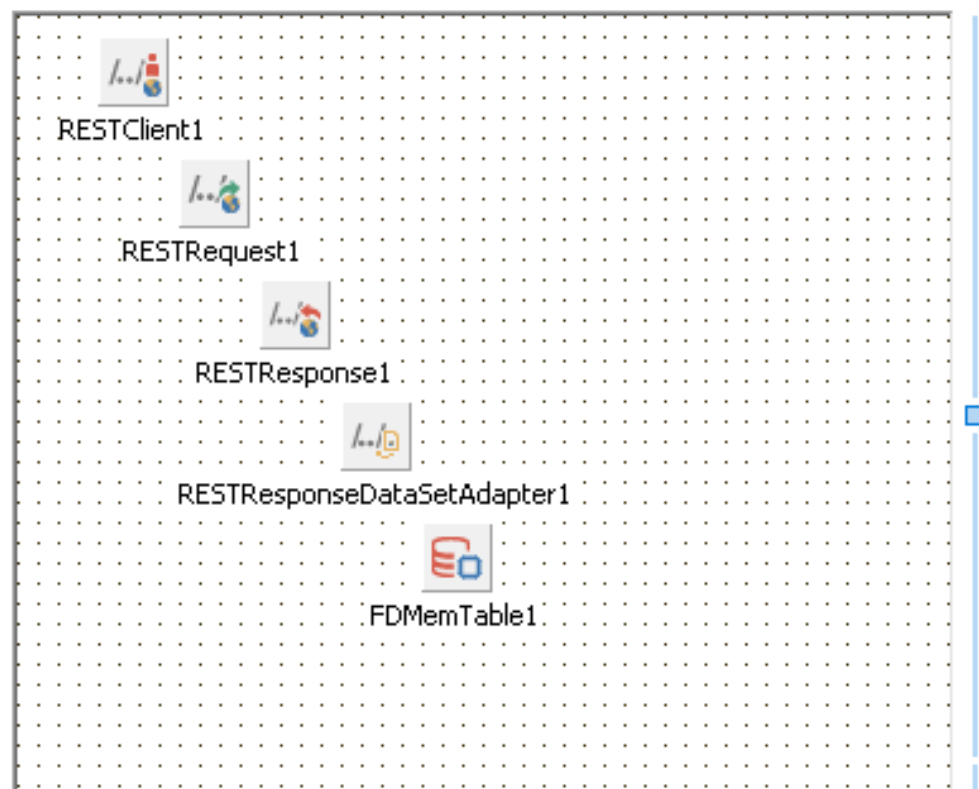 /../
RESTClient1
/../
RESTRequest1
/../
RESTResponse1
/../
RESTResponseDataSetAdapter1
FDMemTable1